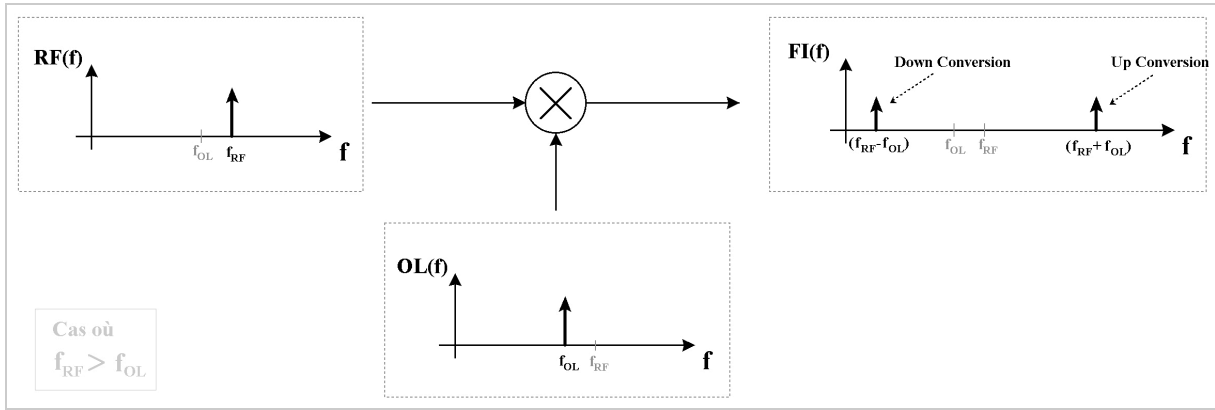 RF(f)
f_OL
f_RF
f
FI(f)
Down Conversion
Up Conversion
(f_RF-f_OL)
f_OL
f_RF
(f_RF+f_OL)
f
OL(f)
f_OL
f_RF
f
Cas où
f_RF > f_OL